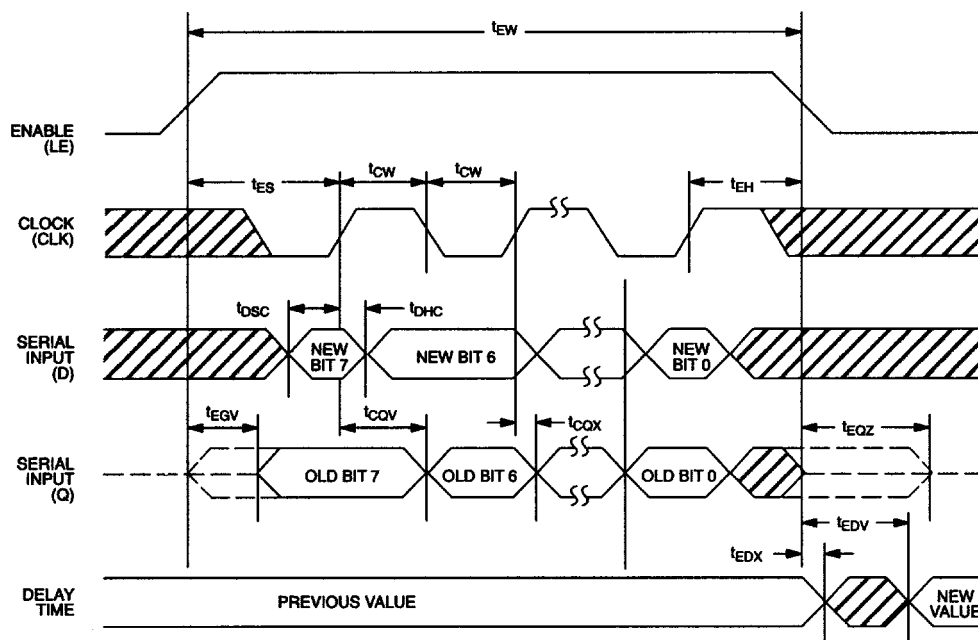 tEW
ENABLE
(LE)
tES
tCW
tCW
tEH
CLOCK
(CLK)
tDSC
tDHC
SERIAL
INPUT
(D)
NEW
BIT 7
NEW BIT 6
NEW
BIT 0
tEGV
tCQV
tCQX
tEQZ
SERIAL
INPUT
(Q)
OLD BIT 7
OLD BIT 6
OLD BIT 0
tEDV
tEDX
DELAY
TIME
PREVIOUS VALUE
NEW
VALUE